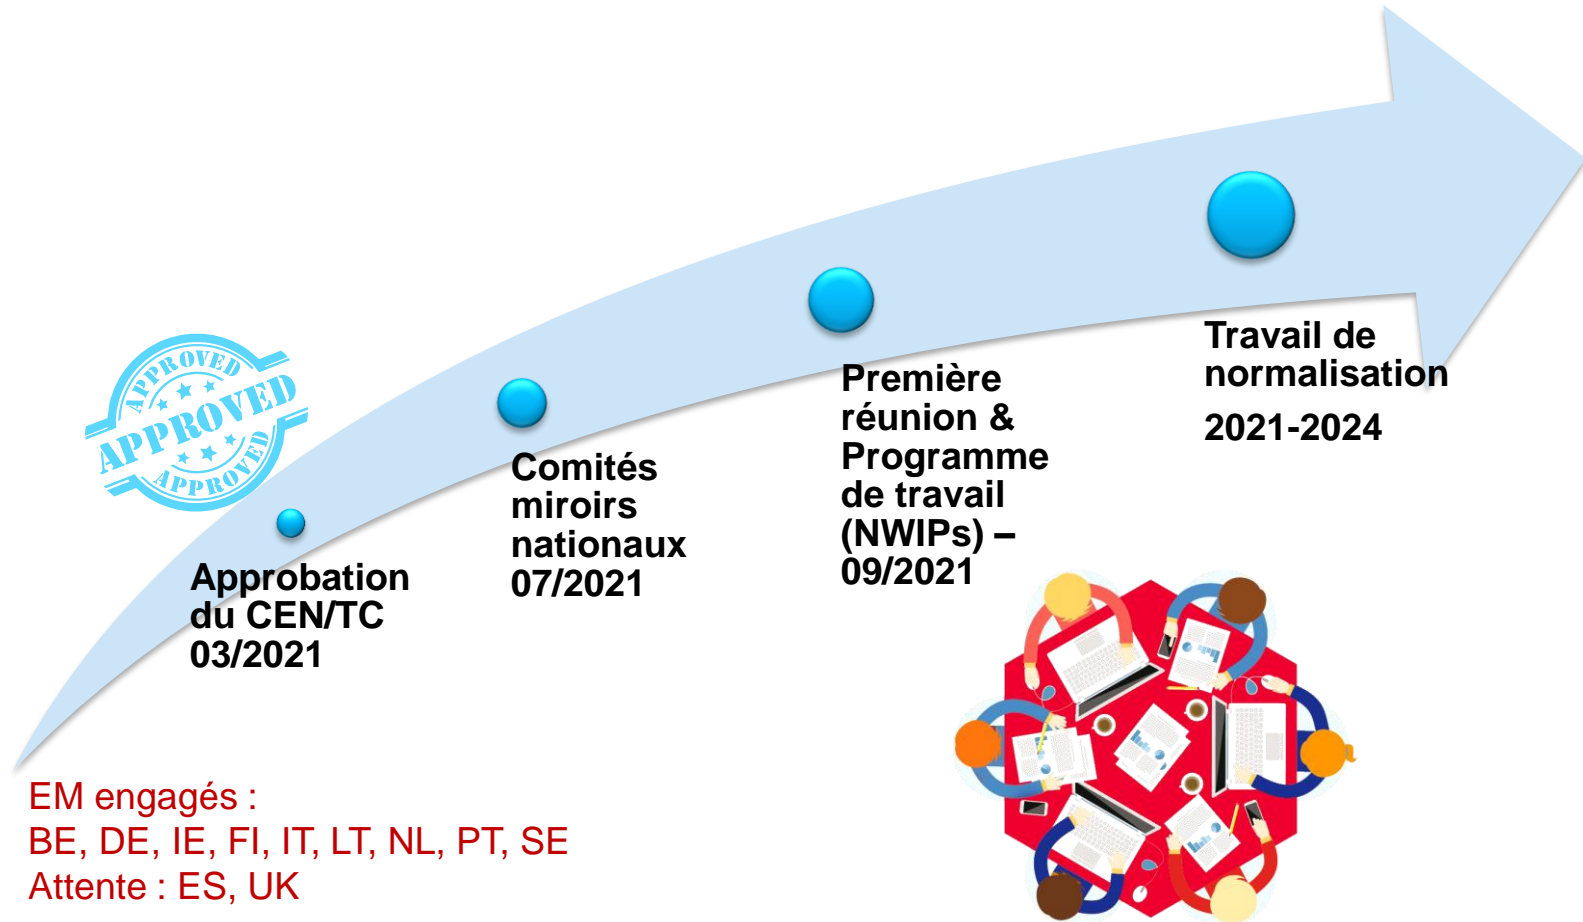 APPROVED
APPROVED
APPROVED
Approbation
du CEN/TC
03/2021
Comités
miroirs
nationaux
07/2021
Première
réunion &
Programme
de travail
(NWIPs) –
09/2021
Travail de
normalisation
2021-2024
EM engagés :
BE, DE, IE, FI, IT, LT, NL, PT, SE
Attente : ES, UK